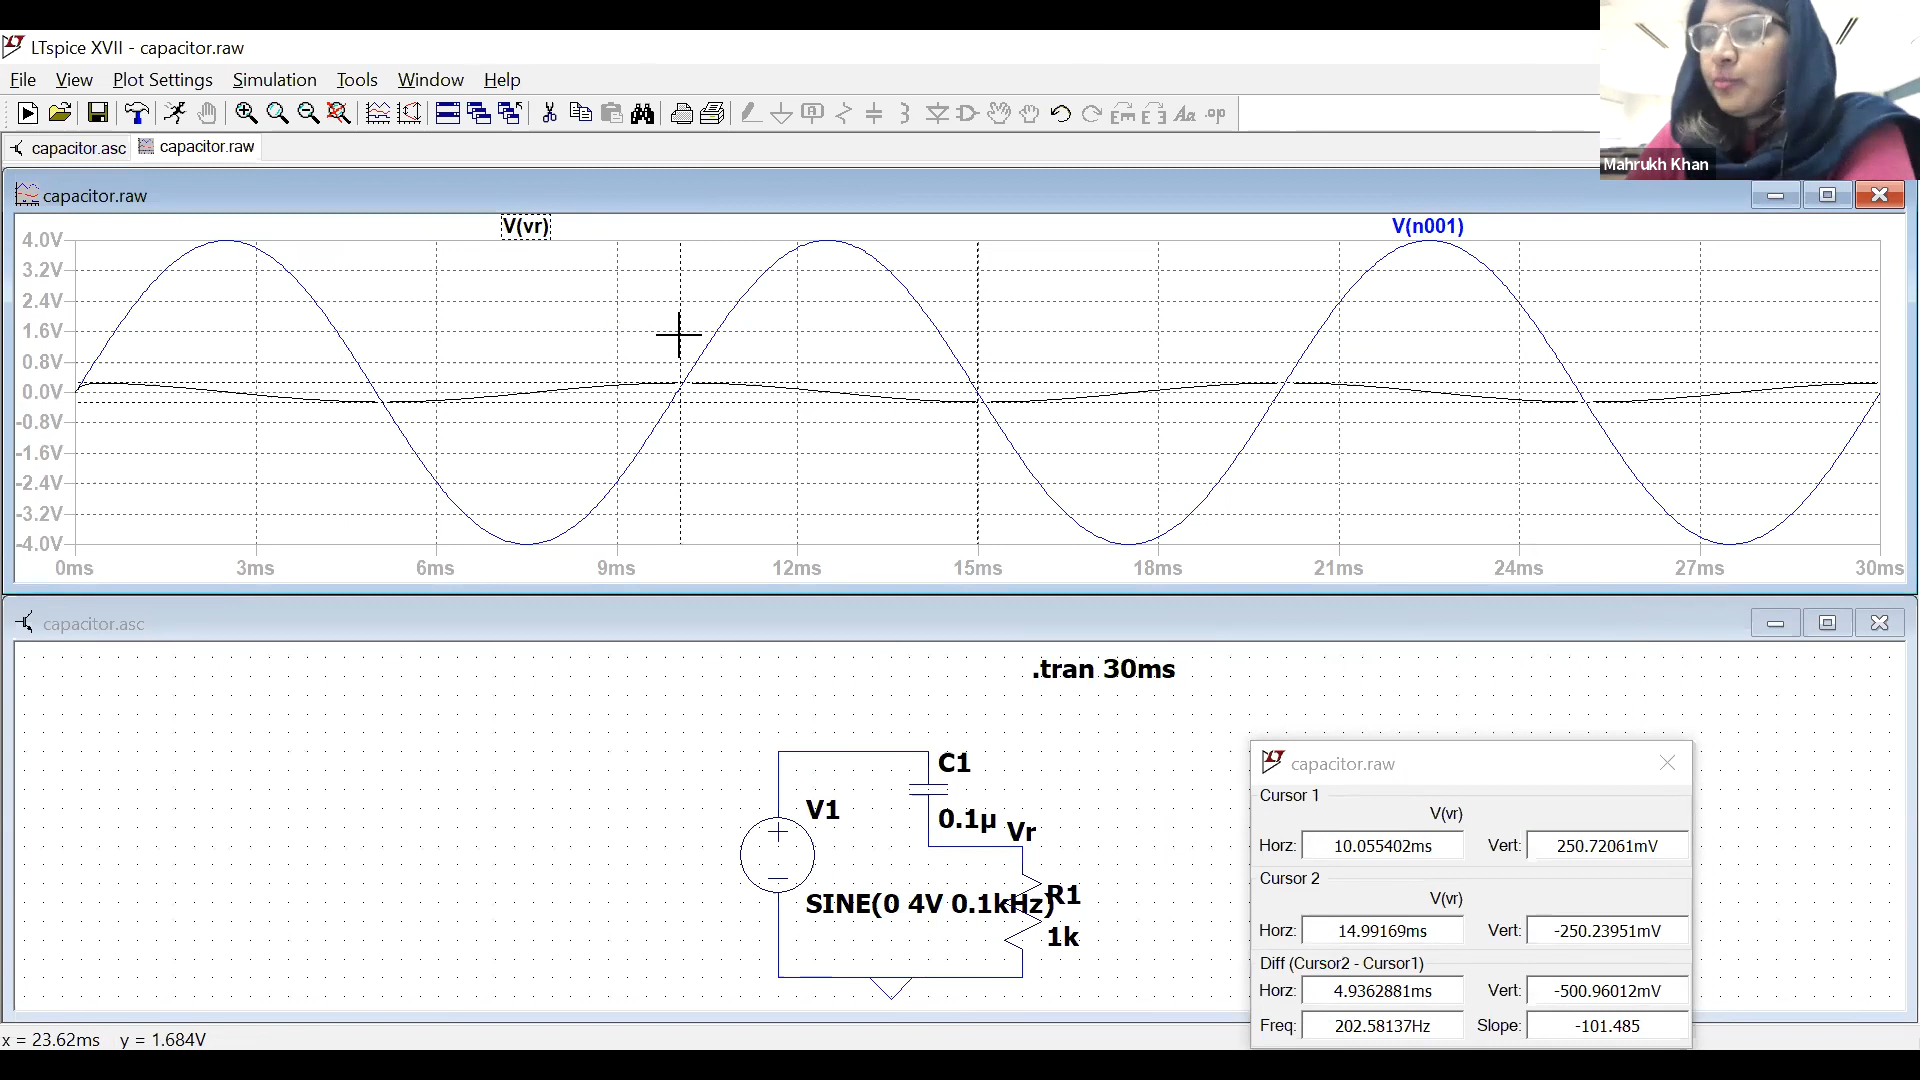 LTspice XVII - capacitor.raw
File View Plot Settings Simulation Tools Window Help
capacitor.asc capacitor.raw
Mahrukh Khan
capacitor.raw
V(vr) V(n001)
4.0V
3.2V
2.4V
1.6V
0.8V
0.0V
-0.8V
-1.6V
-2.4V
-3.2V
-4.0V
0ms 3ms 6ms 9ms 12ms 15ms 18ms 21ms 24ms 27ms 30ms
capacitor.asc
.tran 30ms
C1
V1
0.1µ
Vr
SINE(0 4V 0.1kHz)
R1
1k
capacitor.raw
Cursor 1
V(vr)
Horz: 10.055402ms Vert: 250.72061mV
Cursor 2
V(vr)
Horz: 14.99169ms Vert: -250.23951mV
Diff (Cursor2 - Cursor1)
Horz: 4.9362881ms Vert: -500.96012mV
Freq: 202.58137Hz Slope: -101.485
x = 23.62ms y = 1.684V